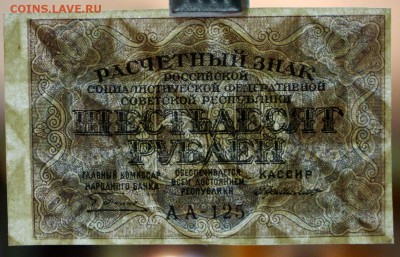 COINS.LAVE.RU
РАСЧЕТНЫЙ ЗНАК
РОССИЙСКОЙ
СОЦИАЛИСТИЧЕСКОЙ ФЕДЕРАТИВНОЙ
СОВЕТСКОЙ РЕСПУБЛИКИ
ШЕСТЬДЕСЯТ
РУБЛЕЙ
ГЛАВНЫЙ КОМИССАР
НАРОДНОГО БАНКА
ОБЕСПЕЧИВАЕТСЯ
ВСЕМ ДОСТОЯНИЕМ
РЕСПУБЛИКИ
КАССИР
АА-125